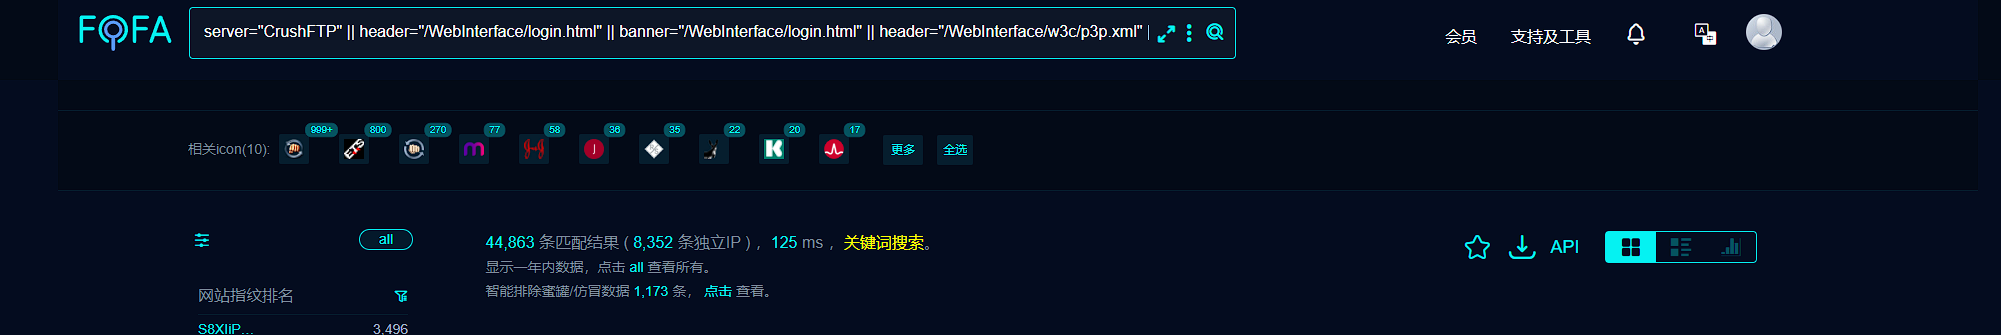 FOFA
server="CrushFTP" || header="/WebInterface/login.html" || banner="/WebInterface/login.html" || header="/WebInterface/w3c/p3p.xml" |
会员 支持及工具
999+ 800 270 77 58 36 35 22 20 17
相关icon(10): 更多 全选
all
44,863 条匹配结果 ( 8,352 条独立IP ) ，125 ms ，关键词搜索。
API
显示一年内数据，点击 all 查看所有。
智能排除蜜罐/仿冒数据 1,173 条， 点击 查看。
网站指纹排名
S8XIiP... 3,496